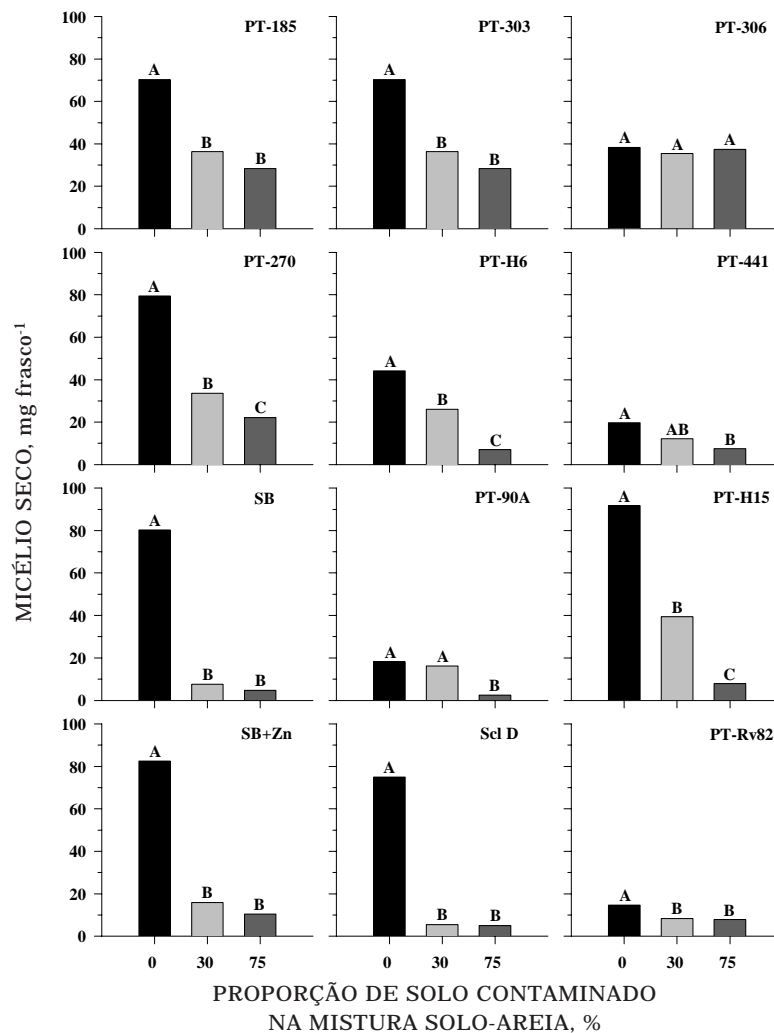 MICÉLIO SECO, mg frasco-1
100 PT-185 PT-303 PT-306
80 A A
60
40 B B A A A
20 B B
0
100 PT-270 PT-H6 PT-441
80 A
60
40 B A B A AB B
20 C C
0
100 SB PT-90A PT-H15
80 A A
60
40 B
20 B B A A B C
0
100 SB+Zn Scl D PT-Rv82
80 A A
60
40
20 B B B B A B B
0
0 30 75 0 30 75 0 30 75
PROPORÇÃO DE SOLO CONTAMINADO
NA MISTURA SOLO-AREIA, %